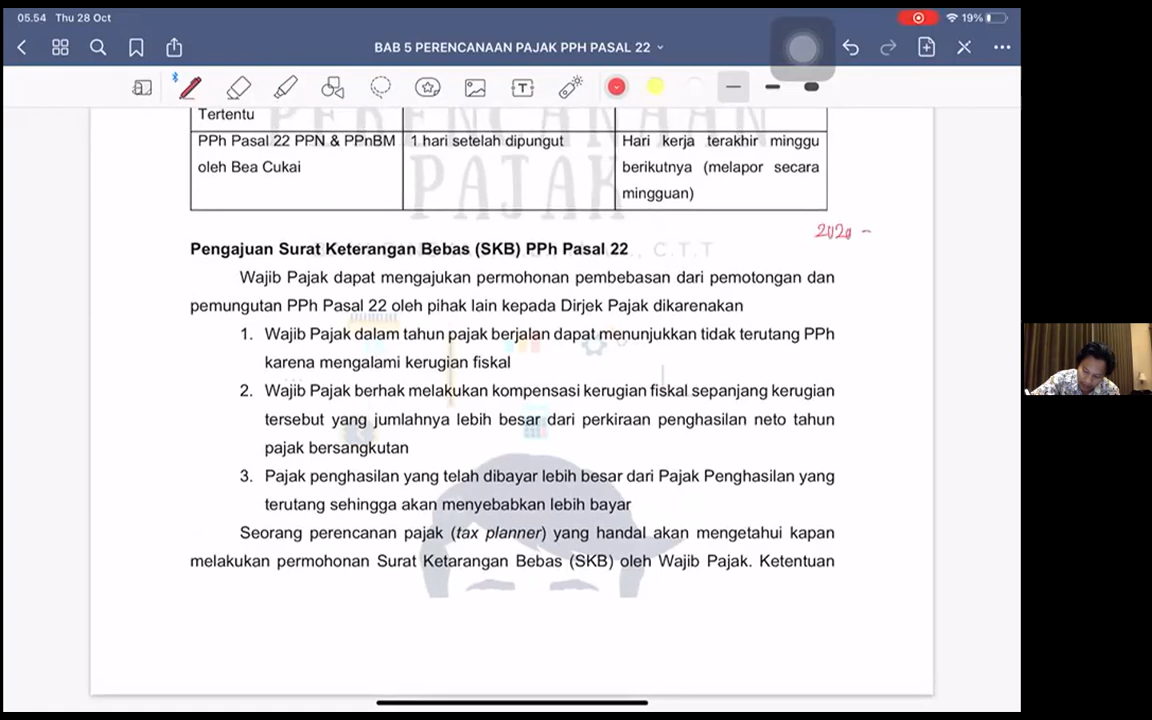 05.54 Thu 28 Oct
19%
BAB 5 PERENCANAAN PAJAK PPH PASAL 22
Tertentu
PERENCANAAN
PPh Pasal 22 PPN & PPnBM
oleh Bea Cukai
1 hari setelah dipungut
Hari kerja terakhir minggu
berikutnya (melapor secara
mingguan)
PAJAK
2020 -
Pengajuan Surat Keterangan Bebas (SKB) PPh Pasal 22
C.T.T
Wajib Pajak dapat mengajukan permohonan pembebasan dari pemotongan dan
pemungutan PPh Pasal 22 oleh pihak lain kepada Dirjek Pajak dikarenakan
1. Wajib Pajak dalam tahun pajak berjalan dapat menunjukkan tidak terutang PPh
karena mengalami kerugian fiskal
2. Wajib Pajak berhak melakukan kompensasi kerugian fiskal sepanjang kerugian
tersebut yang jumlahnya lebih besar dari perkiraan penghasilan neto tahun
pajak bersangkutan
3. Pajak penghasilan yang telah dibayar lebih besar dari Pajak Penghasilan yang
terutang sehingga akan menyebabkan lebih bayar
Seorang perencanan pajak (tax planner) yang handal akan mengetahui kapan
melakukan permohonan Surat Ketarangan Bebas (SKB) oleh Wajib Pajak. Ketentuan